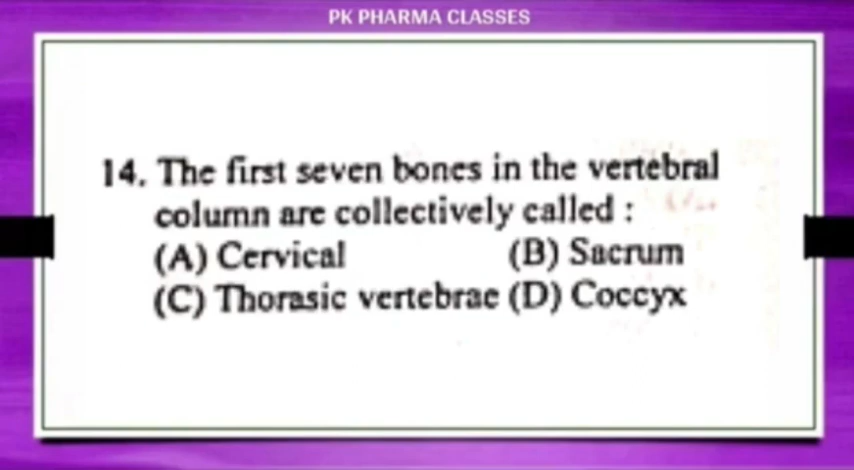 PK PHARMA CLASSES
14. The first seven bones in the vertebral
column are collectively called :
(A) Cervical (B) Sacrum
(C) Thorasic vertebrae (D) Coccyx